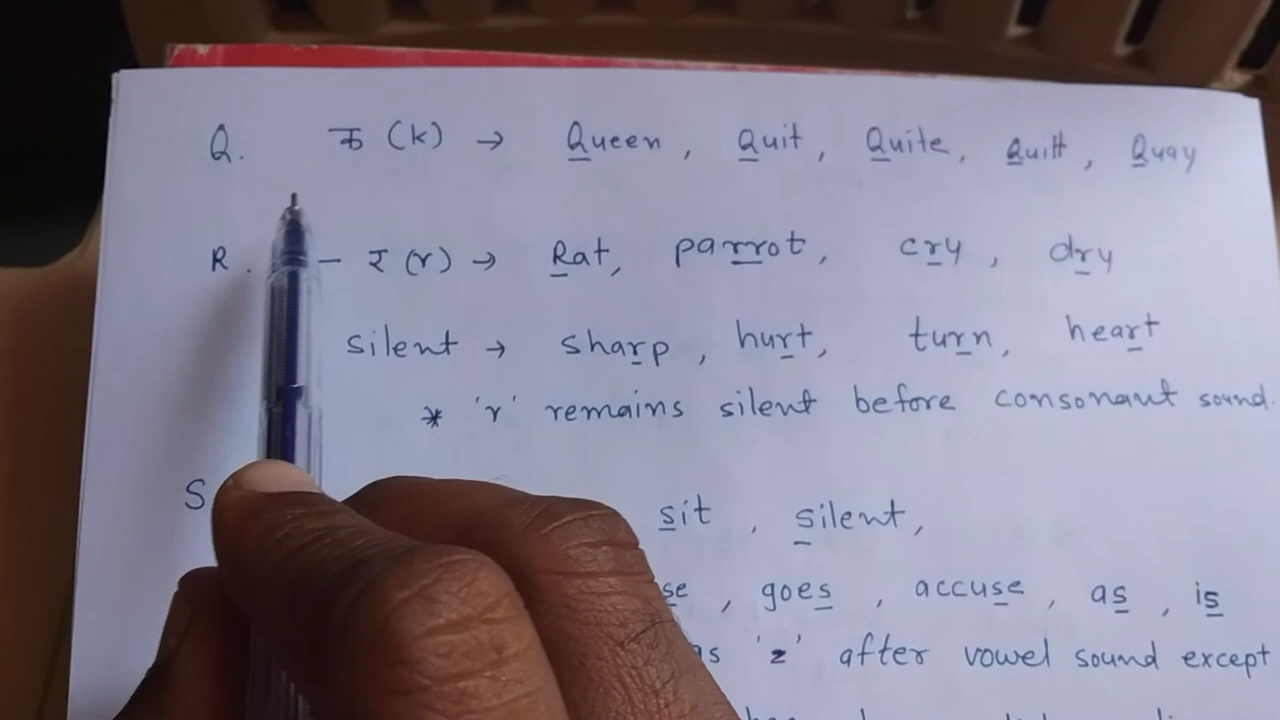 Q. क (k) → Queen, Quit, Quite, Quilt, Quay
R. – र (r) → Rat, parrot, cry, dry
silent → sharp, hurt, turn, heart
* 'r' remains silent before consonant sound.
S sit, silent,
se, goes, accuse, as, is
as 'z' after vowel sound except